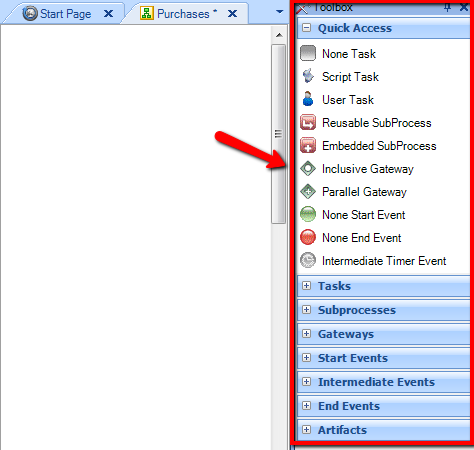 Start Page
Purchases *
Toolbox
Quick Access
None Task
Script Task
User Task
Reusable SubProcess
Embedded SubProcess
Inclusive Gateway
Parallel Gateway
None Start Event
None End Event
Intermediate Timer Event
Tasks
Subprocesses
Gateways
Start Events
Intermediate Events
End Events
Artifacts